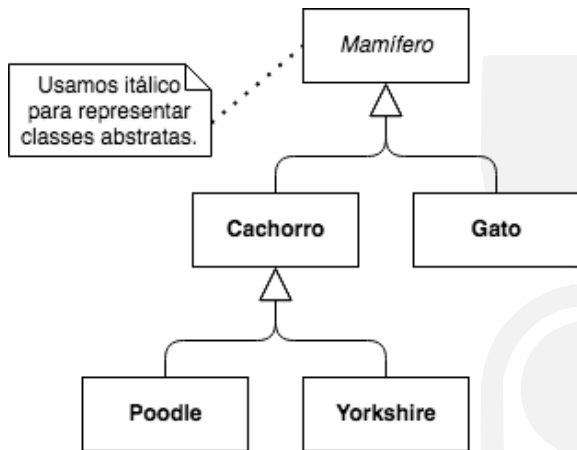 Mamífero
Usamos itálico
para representar
classes abstratas.
Cachorro
Gato
Poodle
Yorkshire